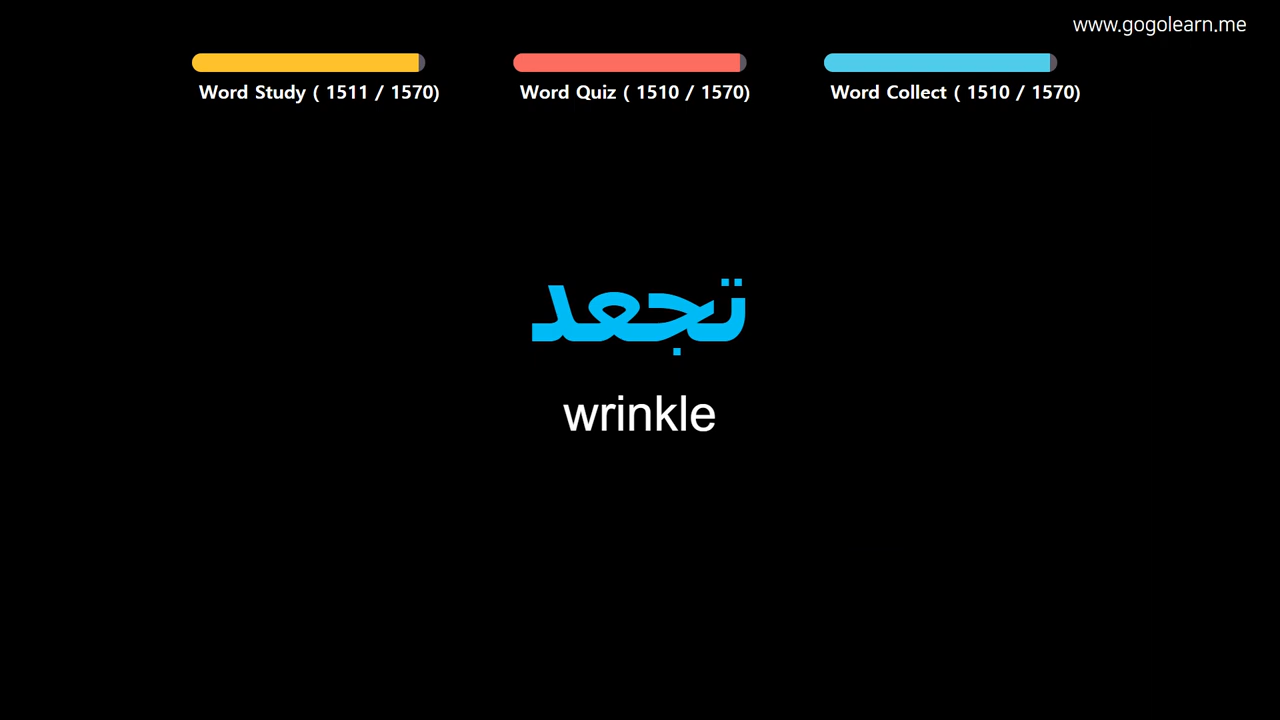 www.gogolearn.me
Word Study ( 1511 / 1570)
Word Quiz ( 1510 / 1570)
Word Collect ( 1510 / 1570)
تجعد
wrinkle